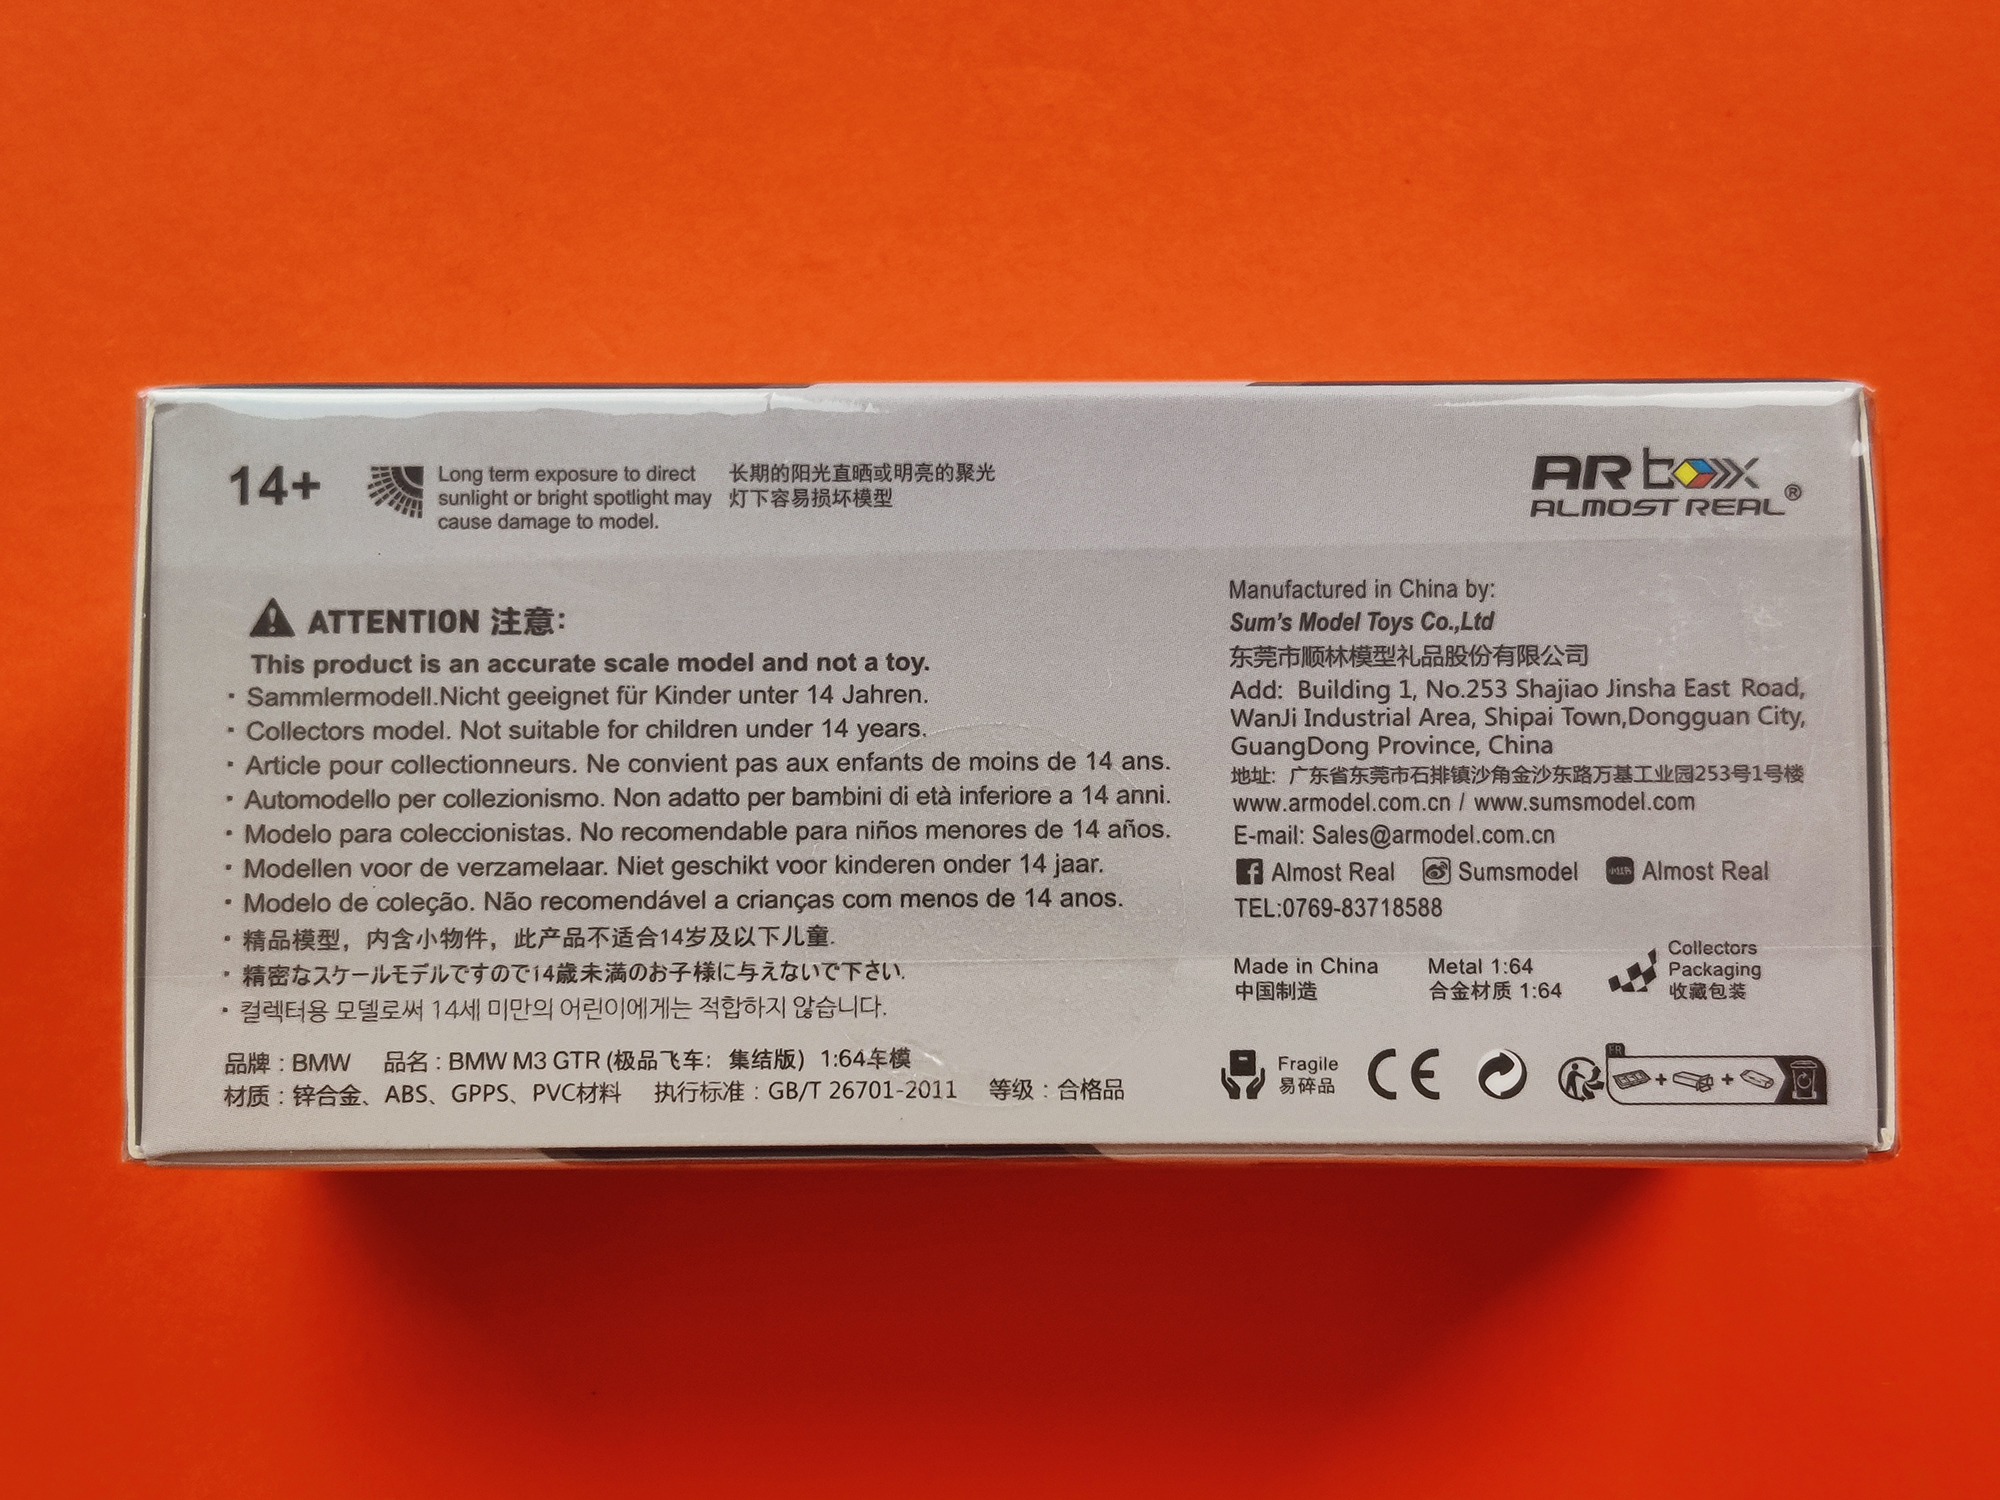 14+
Long term exposure to direct
sunlight or bright spotlight may
cause damage to model.
长期的阳光直晒或明亮的聚光
灯下容易损坏模型
AR box
ALMOST REAL®
ATTENTION 注意:
This product is an accurate scale model and not a toy.
· Sammlermodell.Nicht geeignet für Kinder unter 14 Jahren.
· Collectors model. Not suitable for children under 14 years.
· Article pour collectionneurs. Ne convient pas aux enfants de moins de 14 ans.
· Automodello per collezionismo. Non adatto per bambini di età inferiore a 14 anni.
· Modelo para coleccionistas. No recomendable para niños menores de 14 años.
· Modellen voor de verzamelaar. Niet geschikt voor kinderen onder 14 jaar.
· Modelo de coleção. Não recomendável a crianças com menos de 14 anos.
· 精品模型，内含小物件，此产品不适合14岁及以下儿童.
· 精密なスケールモデルですので14歳未満のお子様に与えないで下さい.
· 컬렉터용 모델로써 14세 미만의 어린이에게는 적합하지 않습니다.
品牌：BMW 品名：BMW M3 GTR (极品飞车：集结版) 1:64车模
材质：锌合金、ABS、GPPS、PVC材料 执行标准：GB/T 26701-2011 等级：合格品
Manufactured in China by:
Sum's Model Toys Co.,Ltd
东莞市顺林模型礼品股份有限公司
Add: Building 1, No.253 Shajiao Jinsha East Road,
WanJi Industrial Area, Shipai Town,Dongguan City,
GuangDong Province, China
地址: 广东省东莞市石排镇沙角金沙东路万基工业园253号1号楼
www.armodel.com.cn / www.sumsmodel.com
E-mail: Sales@armodel.com.cn
f Almost Real Sumsmodel 小红书 Almost Real
TEL:0769-83718588
Made in China
中国制造
Metal 1:64
合金材质 1:64
Collectors
Packaging
收藏包装
Fragile
易碎品
CE
FR